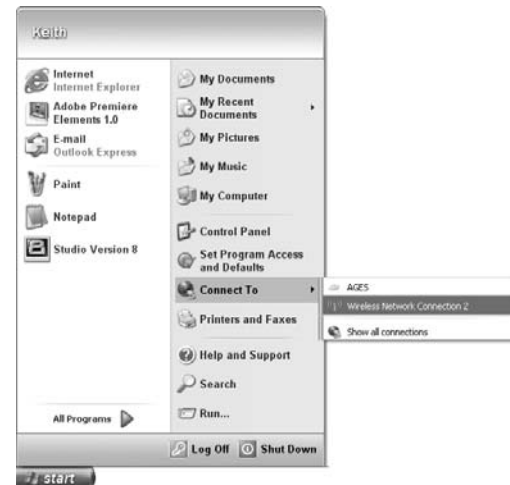 Keith
Internet
Internet Explorer
Adobe Premiere
Elements 1.0
E-mail
Outlook Express
Paint
Notepad
Studio Version 8
All Programs
My Documents
My Recent
Documents
My Pictures
My Music
My Computer
Control Panel
Set Program Access
and Defaults
Connect To
Printers and Faxes
Help and Support
Search
Run...
AGES
Wireless Network Connection 2
Show all connections
Log Off
Shut Down
start